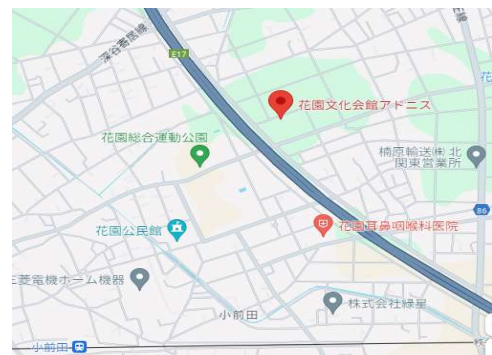 深谷寄居線
E17
花園文化会館アドニス
花園総合運動公園
楠原輸送㈱北
関東営業所
86
花園公民館
花園耳鼻咽喉科医院
三菱電機ホーム機器
株式会社緑星
小前田
小前田